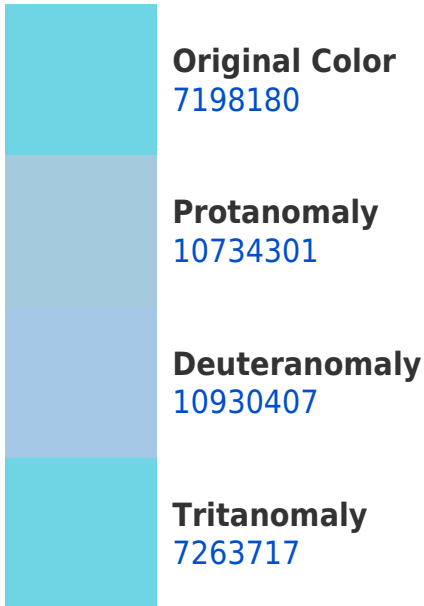 Original Color
7198180
Protanomaly
10734301
Deuteranomaly
10930407
Tritanomaly
7263717